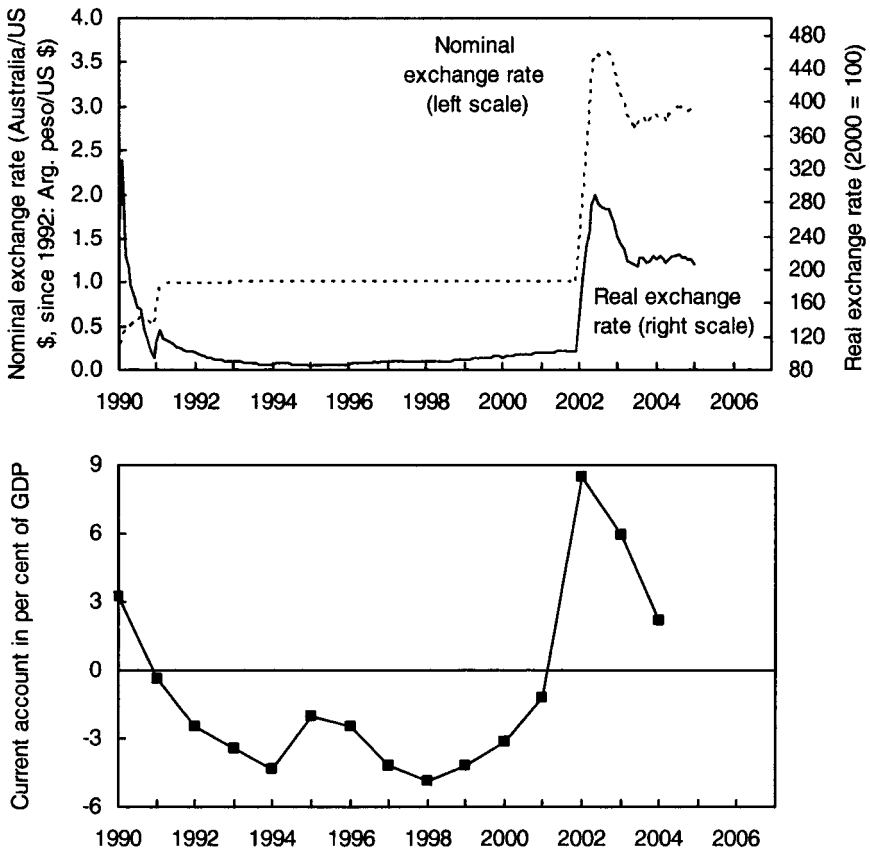 Nominal exchange rate (Australia/US
$, since 1992: Arg. peso/US $)
4.0
3.5
3.0
2.5
2.0
1.5
1.0
0.5
0.0
Nominal
exchange rate
(left scale)
Real exchange
rate (right scale)
480
440
400
360
320
280
240
200
160
120
80
Real exchange rate (2000 = 100)
1990 1992 1994 1996 1998 2000 2002 2004 2006
Current account in per cent of GDP
9
6
3
0
-3
-6
1990 1992 1994 1996 1998 2000 2002 2004 2006